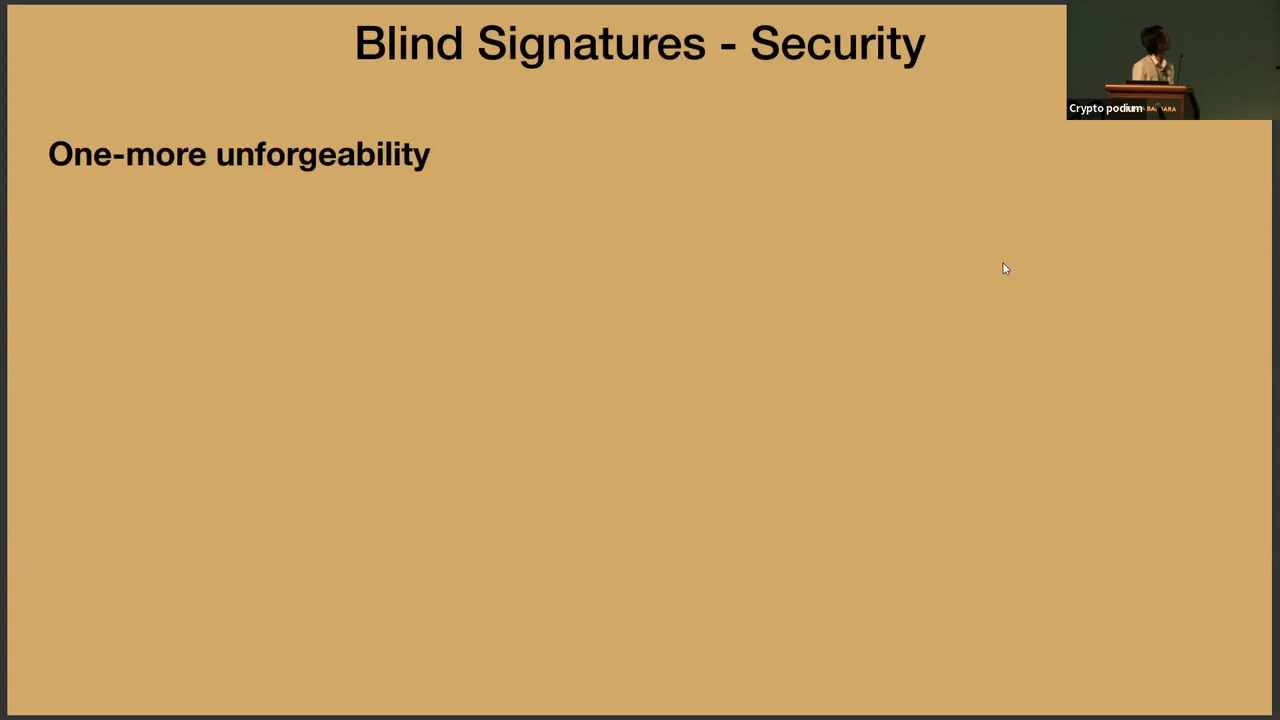 Blind Signatures - Security
One-more unforgeability
Crypto podium